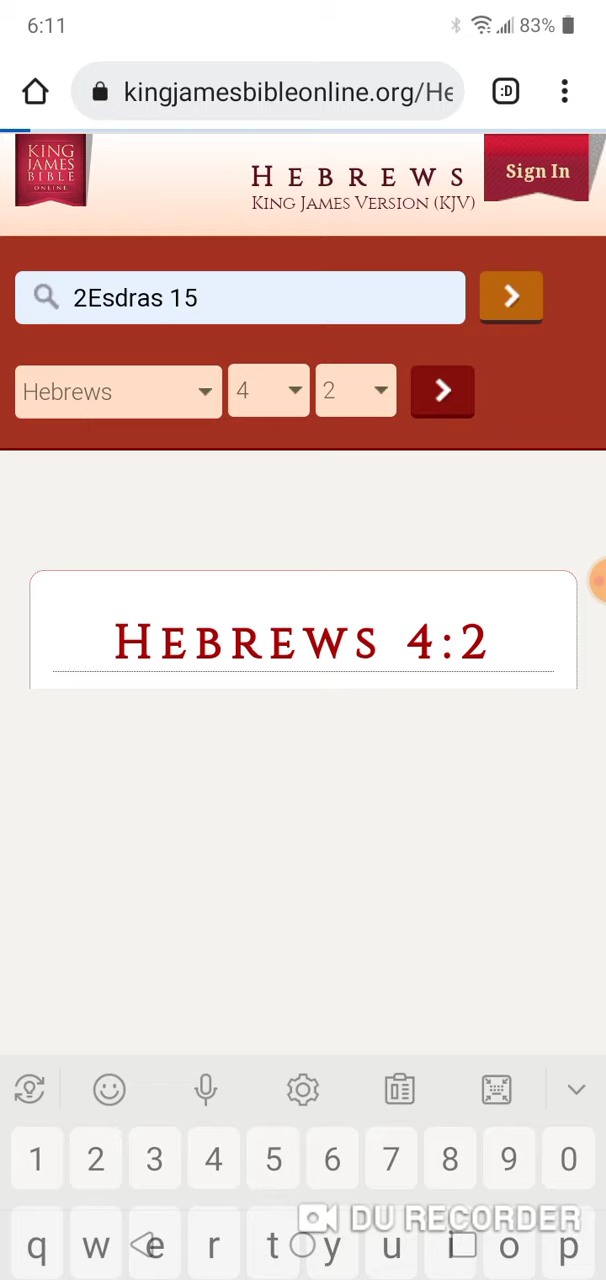 6:11 83%
kingjamesbibleonline.org/He :D
KING
JAMES
BIBLE
ONLINE
HEBREWS
KING JAMES VERSION (KJV)
Sign In
2Esdras 15
Hebrews 4 2
HEBREWS 4:2
1 2 3 4 5 6 7 8 9 0
DU RECORDER
q w e r t y u i o p